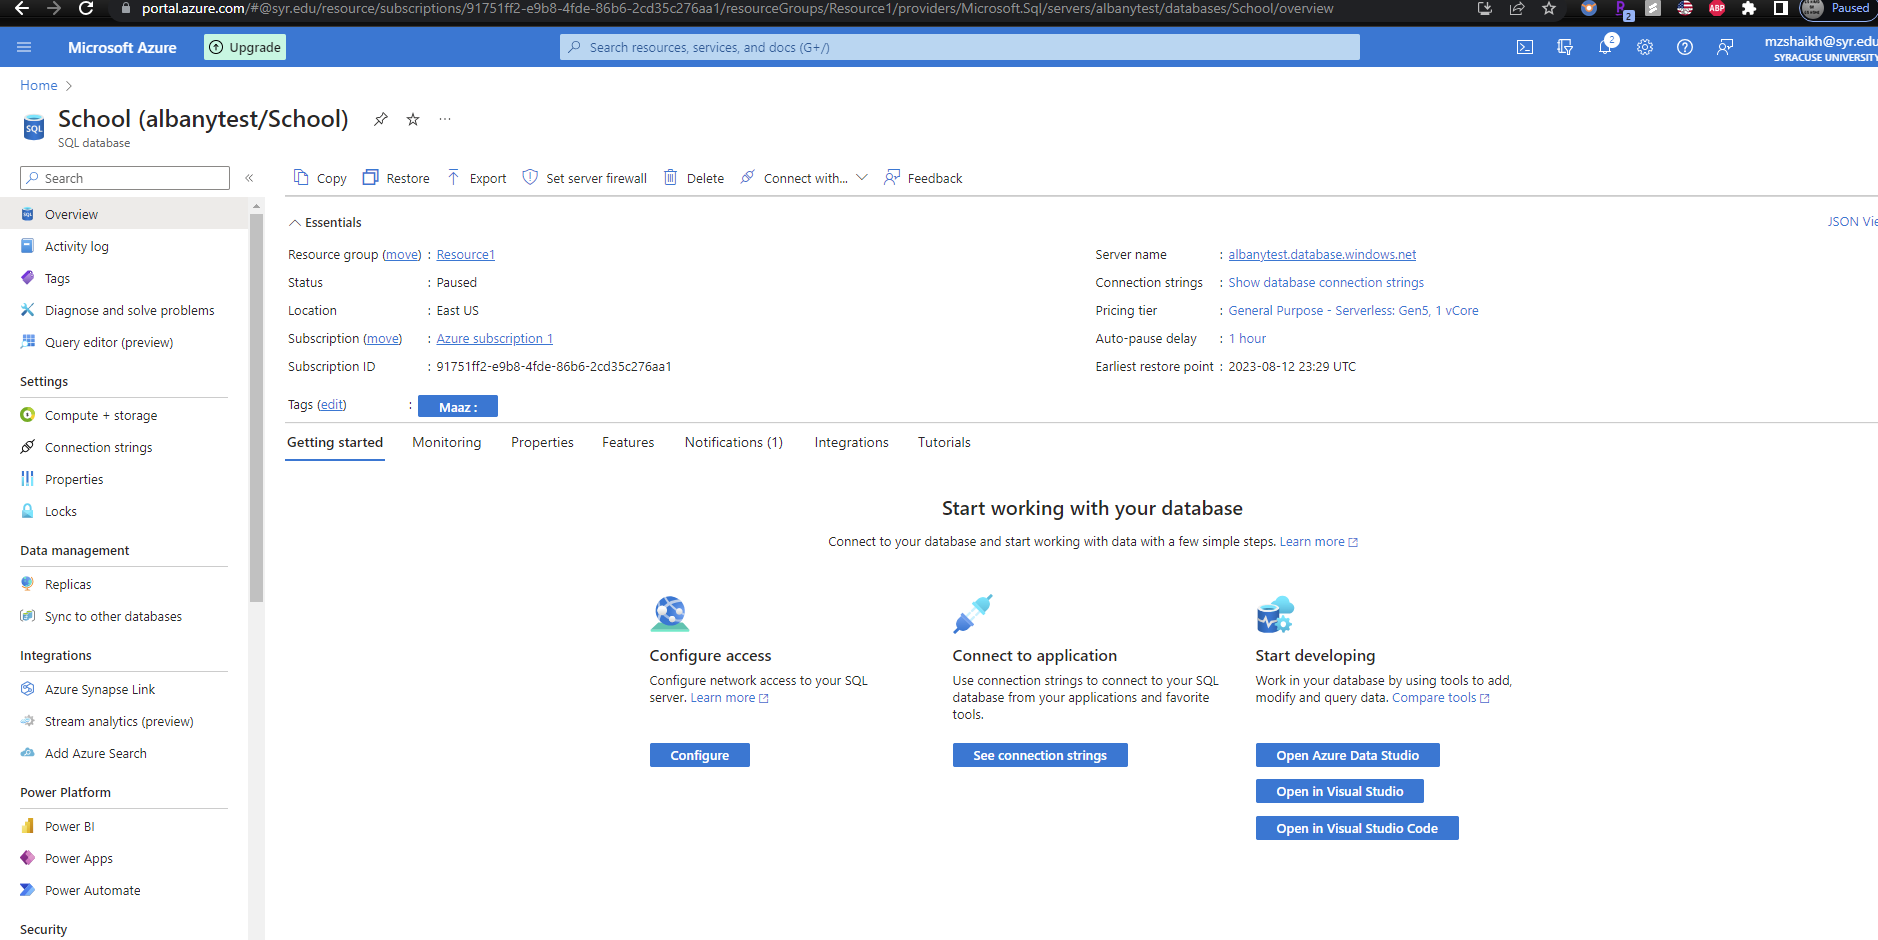 portal.azure.com/#@syr.edu/resource/subscriptions/91751ff2-e9b8-4fde-86b6-2cd35c276aa1/resourceGroups/Resource1/providers/Microsoft.Sql/servers/albanytest/databases/School/overview
2
ABP
Paused
Microsoft Azure
Upgrade
Search resources, services, and docs (G+/)
2
mzshaikh@syr.edu
SYRACUSE UNIVERSITY
Home
SQL
School (albanytest/School)
SQL database
Search
«
Copy
Restore
Export
Set server firewall
Delete
Connect with...
Feedback
Overview
Activity log
Tags
Diagnose and solve problems
Query editor (preview)
Settings
Compute + storage
Connection strings
Properties
Locks
Data management
Replicas
Sync to other databases
Integrations
Azure Synapse Link
Stream analytics (preview)
Add Azure Search
Power Platform
Power BI
Power Apps
Power Automate
Security
Essentials
JSON Vie
Resource group (move) : Resource1
Status : Paused
Location : East US
Subscription (move) : Azure subscription 1
Subscription ID : 91751ff2-e9b8-4fde-86b6-2cd35c276aa1
Tags (edit) : Maaz :
Server name : albanytest.database.windows.net
Connection strings : Show database connection strings
Pricing tier : General Purpose - Serverless: Gen5, 1 vCore
Auto-pause delay : 1 hour
Earliest restore point : 2023-08-12 23:29 UTC
Getting started
Monitoring
Properties
Features
Notifications (1)
Integrations
Tutorials
Start working with your database
Connect to your database and start working with data with a few simple steps. Learn more
Configure access
Configure network access to your SQL
server. Learn more
Configure
Connect to application
Use connection strings to connect to your SQL
database from your applications and favorite
tools.
See connection strings
Start developing
Work in your database by using tools to add,
modify and query data. Compare tools
Open Azure Data Studio
Open in Visual Studio
Open in Visual Studio Code